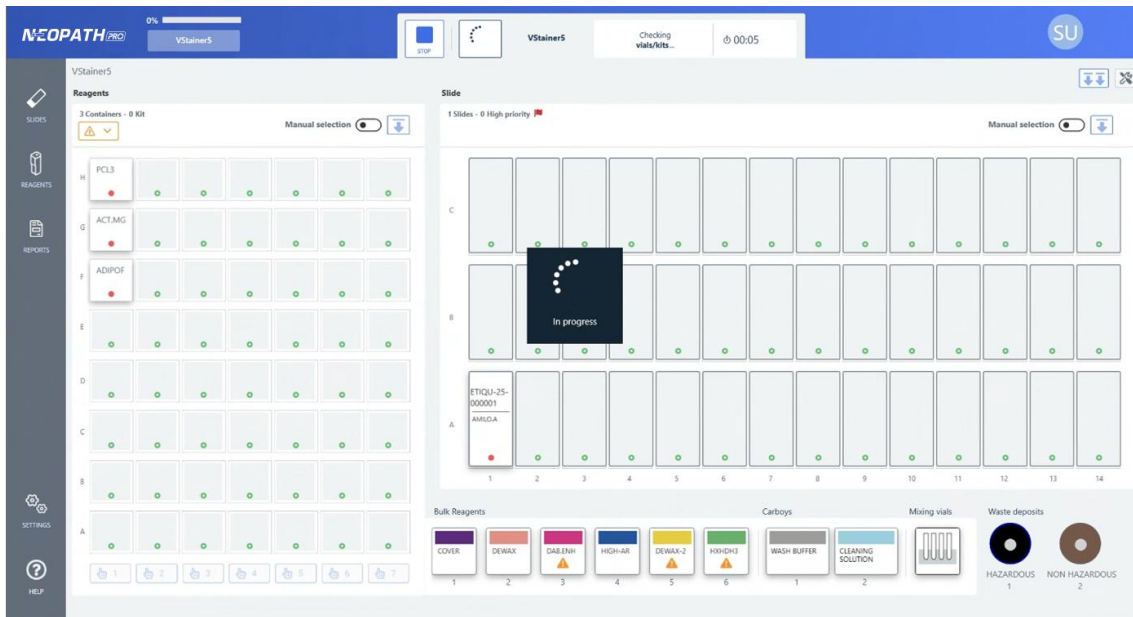 NEOPATH PRO
0%
VStainer5
STOP
VStainer5
Checking
vials/kits...
00:05
SU
SLIDES
REAGENTS
REPORTS
SETTINGS
HELP
VStainer5
Reagents
3 Containers - 0 Kit
Manual selection
H
PCL3
G
ACT.MG
F
ADIPOF
E
D
C
B
A
1 2 3 4 5 6 7
Slide
1 Slides - 0 High priority
Manual selection
C
B
In progress
A
ETIQU-25-
000001
AMILO.A
1 2 3 4 5 6 7 8 9 10 11 12 13 14
Bulk Reagents
COVER DEWAX DAB.ENH HIGH-AR DEWAX-2 HXHDH3
1 2 3 4 5 6
Carboys
WASH BUFFER
CLEANING
SOLUTION
1 2
Mixing vials
Waste deposits
HAZARDOUS NON HAZARDOUS
1 2